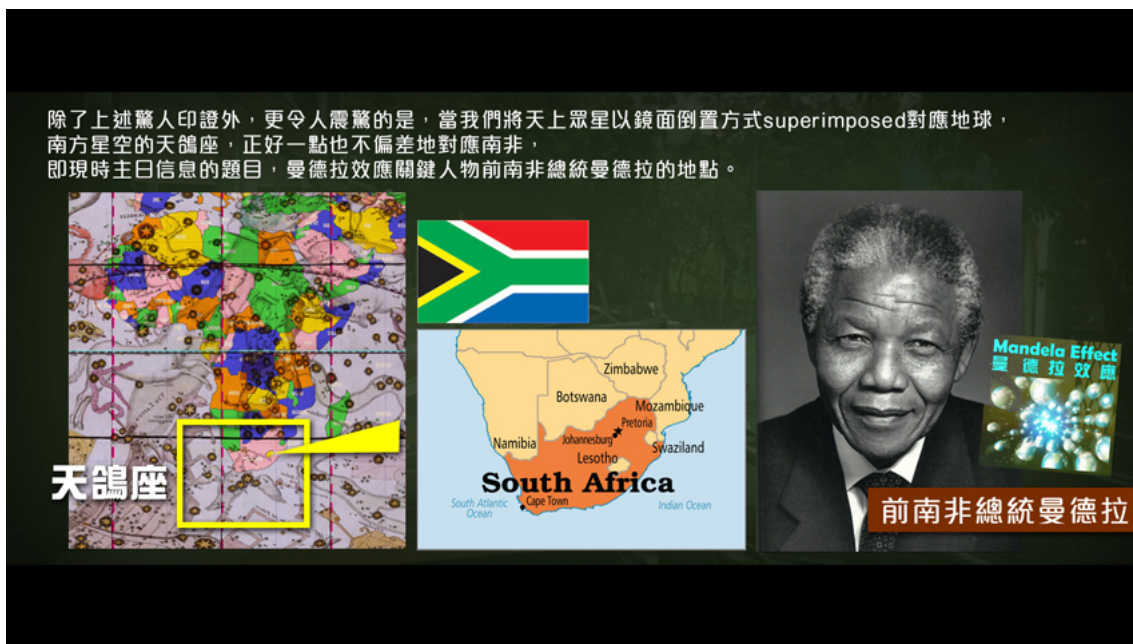 除了上述驚人印證外，更令人震驚的是，當我們將天上眾星以鏡面倒置方式superimposed對應地球，
南方星空的天鴿座，正好一點也不偏差地對應南非，
即現時主日信息的題目，曼德拉效應關鍵人物前南非總統曼德拉的地點。
天鴿座
Zimbabwe
Botswana
Mozambique
Pretoria
Namibia
Johannesburg
Swaziland
Lesotho
South Africa
South Atlantic
Ocean
Cape Town
Indian Ocean
Mandela Effect
曼德拉效應
前南非總統曼德拉